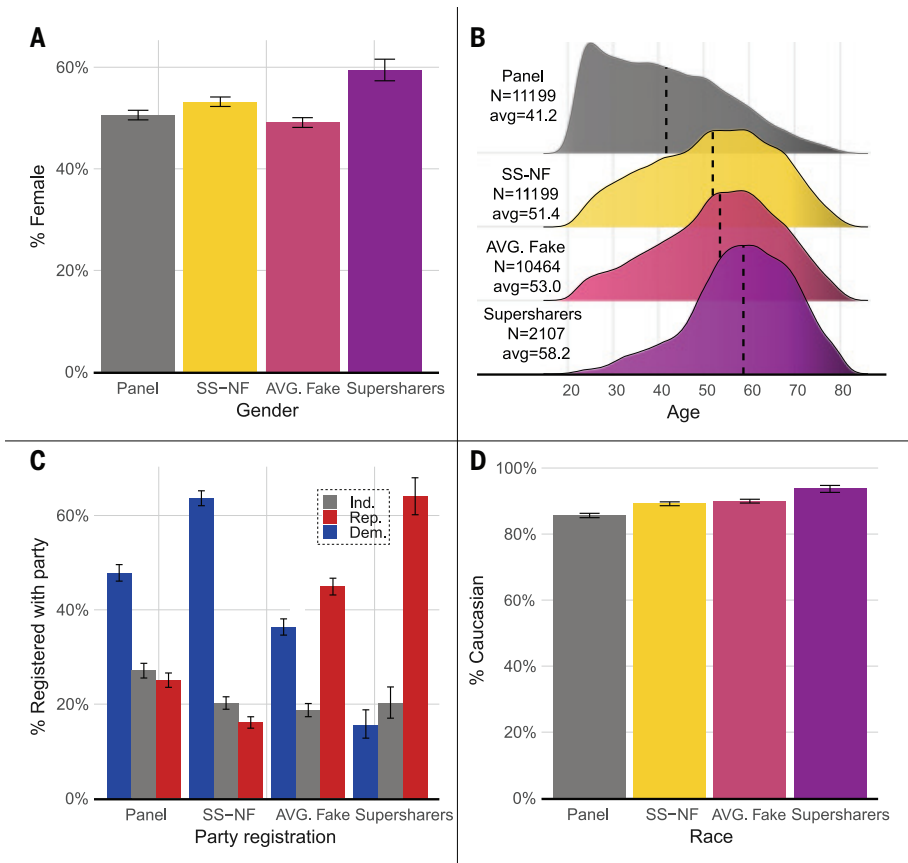 A
60%
40%
20%
0%
% Female
Panel
SS−NF
AVG. Fake
Supersharers
Gender
B
Panel
N=11199
avg=41.2
SS-NF
N=11199
avg=51.4
AVG. Fake
N=10464
avg=53.0
Supersharers
N=2107
avg=58.2
20
30
40
50
60
70
80
Age
C
60%
40%
20%
0%
% Registered with party
Ind.
Rep.
Dem.
Panel
SS−NF
AVG. Fake
Supersharers
Party registration
D
100%
80%
60%
40%
20%
0%
% Caucasian
Panel
SS−NF
AVG. Fake
Supersharers
Race